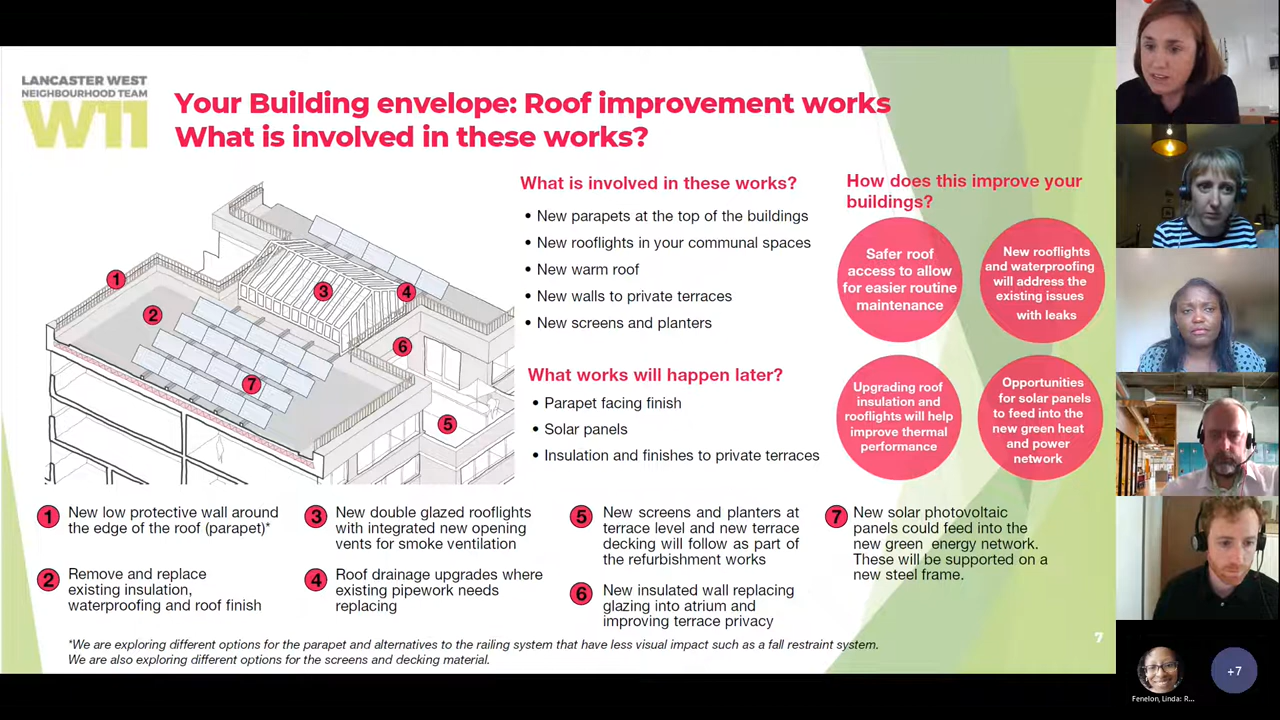 LANCASTER WEST
NEIGHBOURHOOD TEAM
W11
Your Building envelope: Roof improvement works
What is involved in these works?
1
2
3
4
5
6
7
What is involved in these works?
• New parapets at the top of the buildings
• New rooflights in your communal spaces
• New warm roof
• New walls to private terraces
• New screens and planters
What works will happen later?
• Parapet facing finish
• Solar panels
• Insulation and finishes to private terraces
How does this improve your
buildings?
Safer roof
access to allow
for easier routine
maintenance
New rooflights
and waterproofing
will address the
existing issues
with leaks
Upgrading roof
insulation and
rooflights will help
improve thermal
performance
Opportunities
for solar panels
to feed into the
new green heat
and power
network
1 New low protective wall around
the edge of the roof (parapet)*
2 Remove and replace
existing insulation,
waterproofing and roof finish
3 New double glazed rooflights
with integrated new opening
vents for smoke ventilation
4 Roof drainage upgrades where
existing pipework needs
replacing
5 New screens and planters at
terrace level and new terrace
decking will follow as part of
the refurbishment works
6 New insulated wall replacing
glazing into atrium and
improving terrace privacy
7 New solar photovoltaic
panels could feed into the
new green energy network.
These will be supported on a
new steel frame.
*We are exploring different options for the parapet and alternatives to the railing system that have less visual impact such as a fall restraint system.
We are also exploring different options for the screens and decking material.
7
Fenelon, Linda: R...
+7